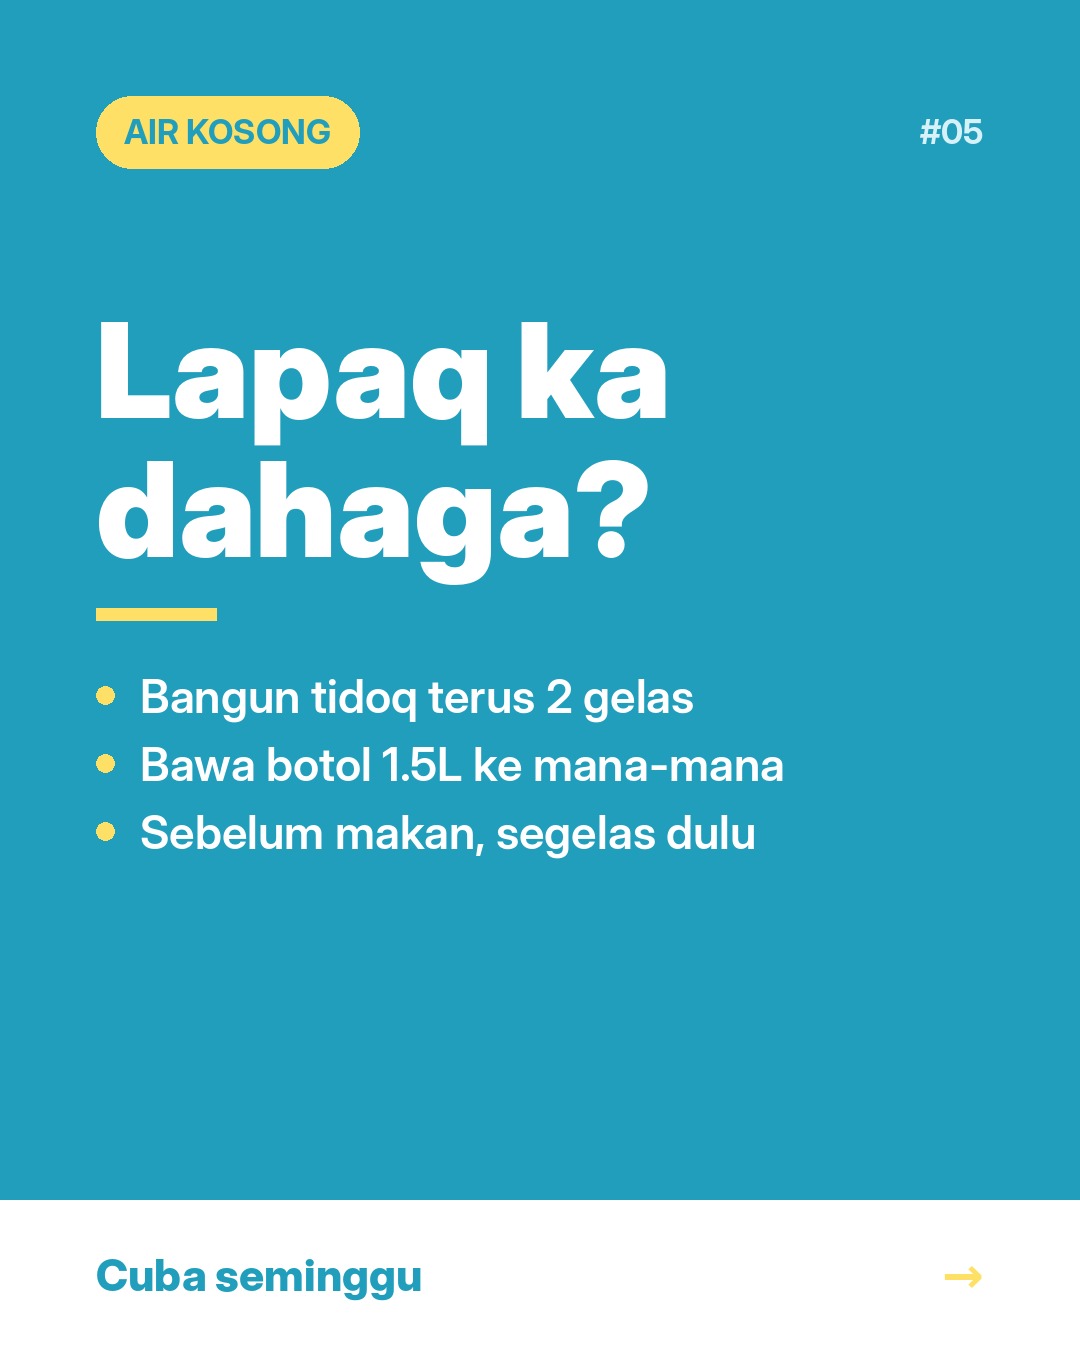 AIR KOSONG
#05
Lapaq ka
dahaga?
Bangun tidoq terus 2 gelas
Bawa botol 1.5L ke mana-mana
Sebelum makan, segelas dulu
Cuba seminggu
→